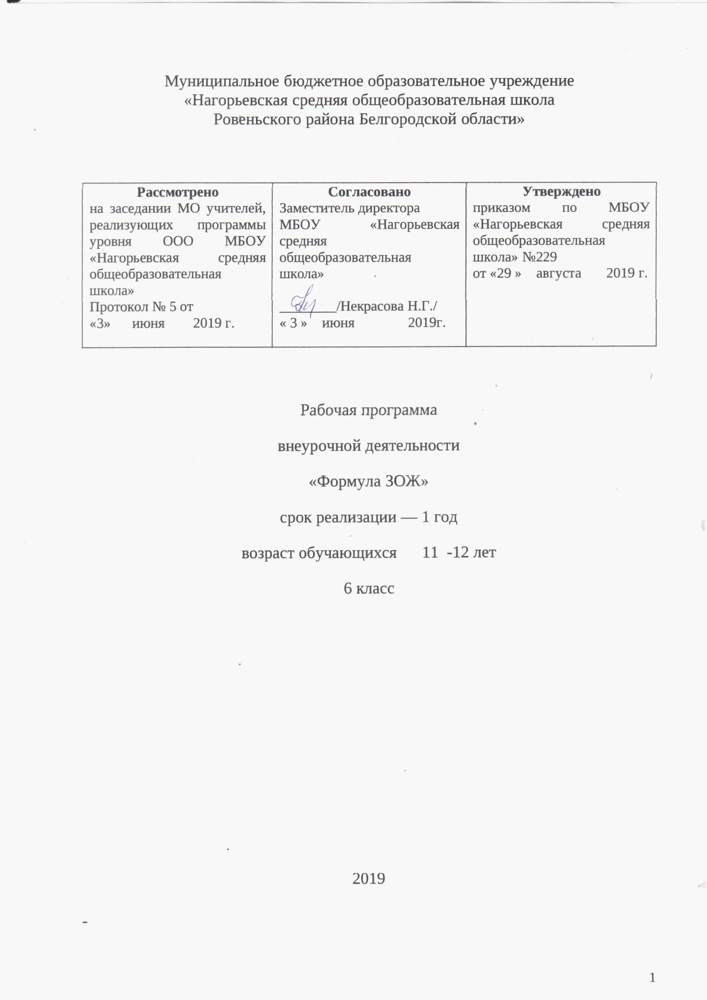 Муниципальное бюджетное образовательное учреждение
«Нагорьевская средняя общеобразовательная школа
Ровеньского района Белгородской области»
Рассмотрено
на заседании МО учителей,
реализующих программы
уровня ООО МБОУ
«Нагорьевская средняя
общеобразовательная
школа»
Протокол № 5 от
«3» июня 2019 г.
Согласовано
Заместитель директора
МБОУ «Нагорьевская
средняя
общеобразовательная
школа»
________/Некрасова Н.Г./
« 3 » июня 2019г.
Утверждено
приказом по МБОУ
«Нагорьевская средняя
общеобразовательная
школа» №229
от «29 » августа 2019 г.
Рабочая программа
внеурочной деятельности
«Формула ЗОЖ»
срок реализации — 1 год
возраст обучающихся 11 -12 лет
6 класс
2019
-
1